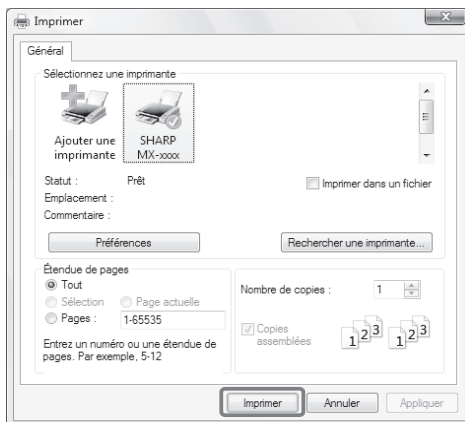 Imprimer
Général
Sélectionnez une imprimante
Ajouter une
imprimante
SHARP
MX-xxxx
Statut : Prêt
Emplacement :
Commentaire :
Imprimer dans un fichier
Préférences
Rechercher une imprimante...
Étendue de pages
Tout
Sélection Page actuelle
Pages : 1-65535
Entrez un numéro ou une étendue de
pages. Par exemple, 5-12
Nombre de copies : 1
Copies
assemblées
1 2 3 1 2 3
Imprimer Annuler Appliquer